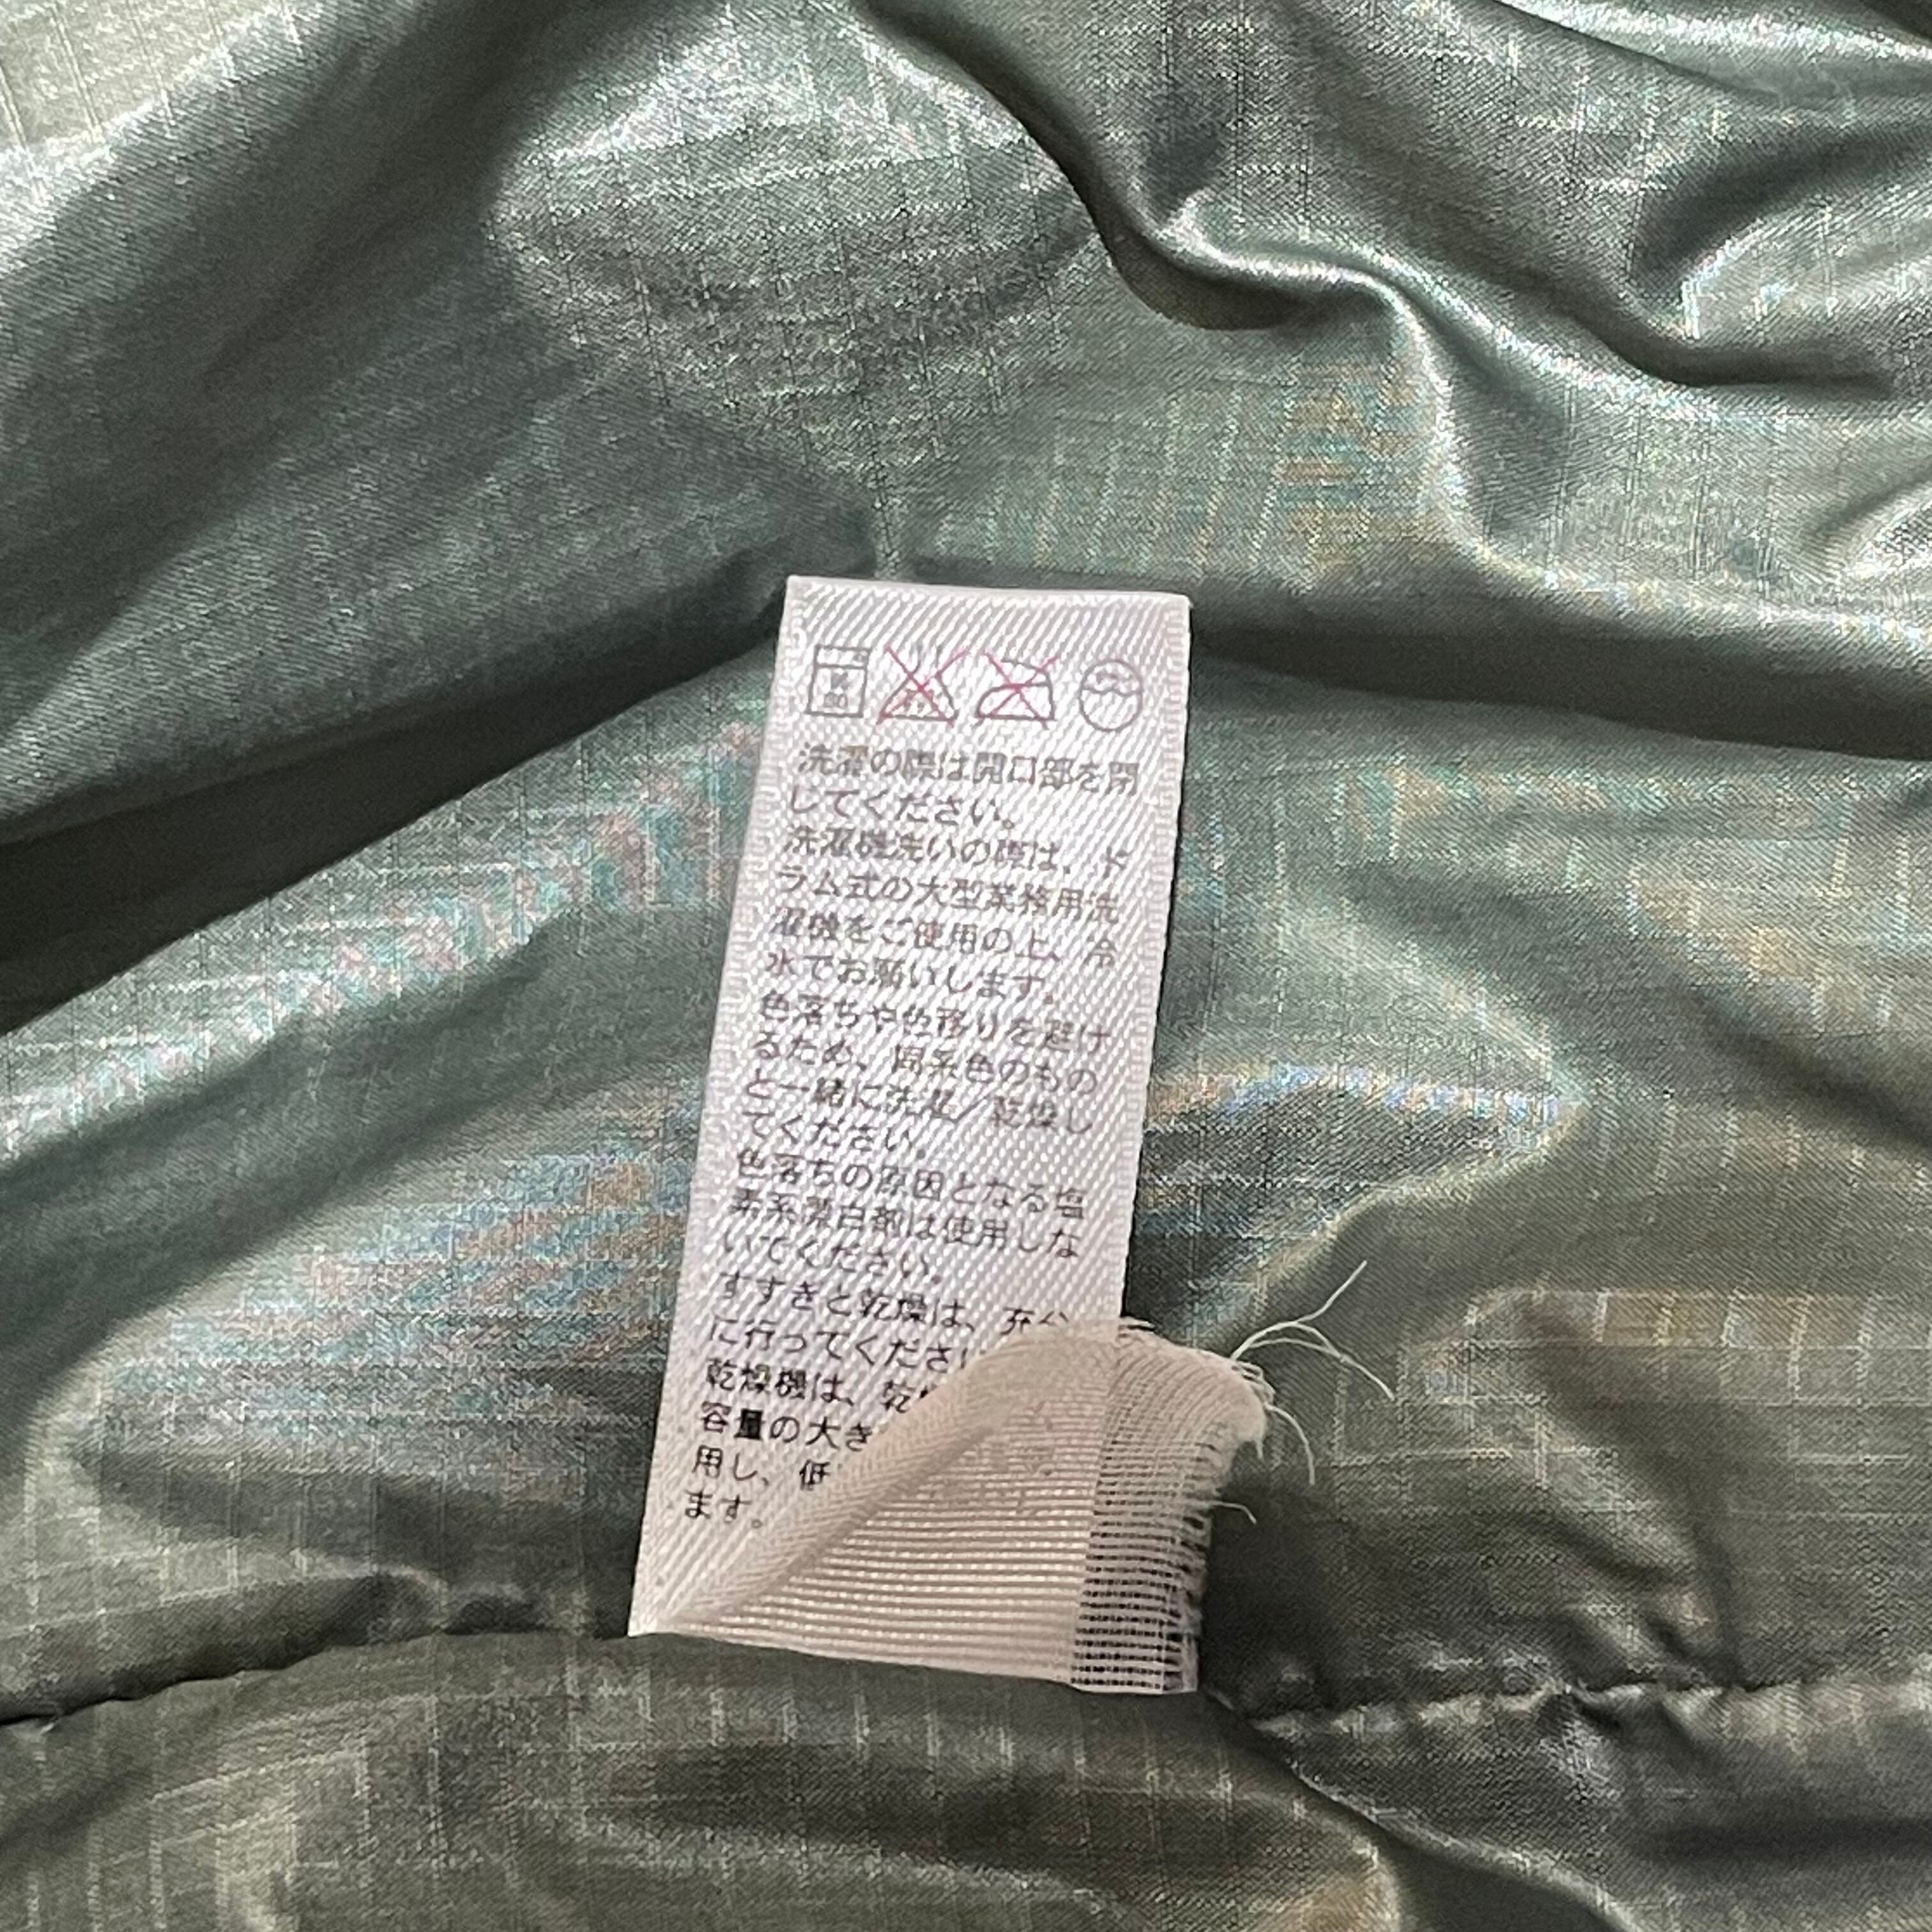 洗濯の際は開口部を閉
してください。
洗濯機洗いの際は、ド
ラム式の大型業務用洗
濯機をご使用の上、冷
水でお願いします。
色落ちや色移りを避け
るため、同系色のもの
と一緒に洗濯/乾燥し
てください。
色落ちの原因となる塩
素系漂白剤は使用しな
いてください。
すすぎと乾燥は、充分
に行ってくださ
乾燥機は、乾
容量の大き
用し、低
ます。